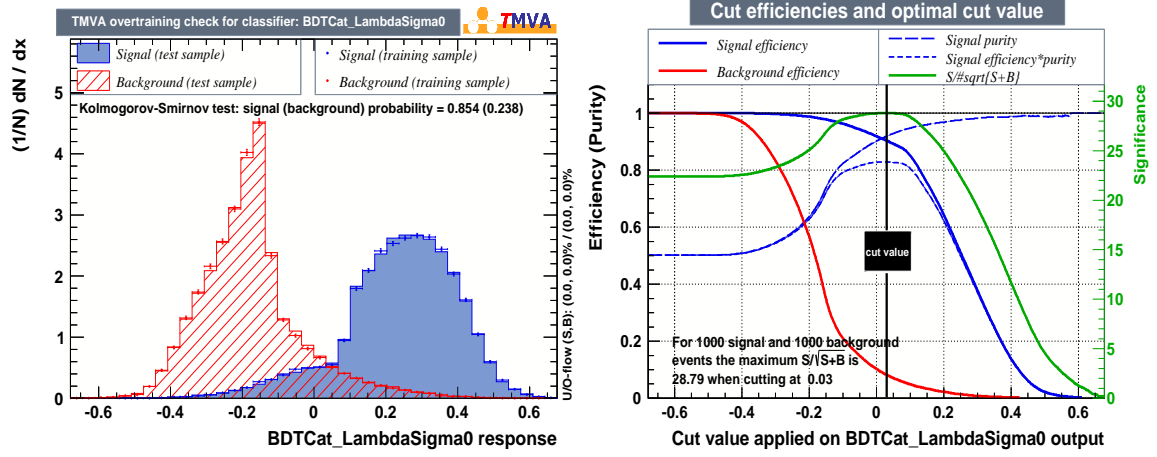 TMVA overtraining check for classifier: BDTCat_LambdaSigma0
TMVA
Signal (test sample)
Background (test sample)
Signal (training sample)
Background (training sample)
Kolmogorov-Smirnov test: signal (background) probability = 0.854 (0.238)
(1/N) dN / dx
5
4
3
2
1
0
-0.6 -0.4 -0.2 0 0.2 0.4 0.6
BDTCat_LambdaSigma0 response
U/O-flow (S,B): (0.0, 0.0)% / (0.0, 0.0)%
Cut efficiencies and optimal cut value
Signal efficiency
Background efficiency
Signal purity
Signal efficiency*purity
S/#sqrt{S+B}
Efficiency (Purity)
1
0.8
0.6
0.4
0.2
0
cut value
For 1000 signal and 1000 background
events the maximum S/√S+B is
28.79 when cutting at 0.03
-0.6 -0.4 -0.2 0 0.2 0.4 0.6
Cut value applied on BDTCat_LambdaSigma0 output
30
25
20
15
10
5
0
Significance